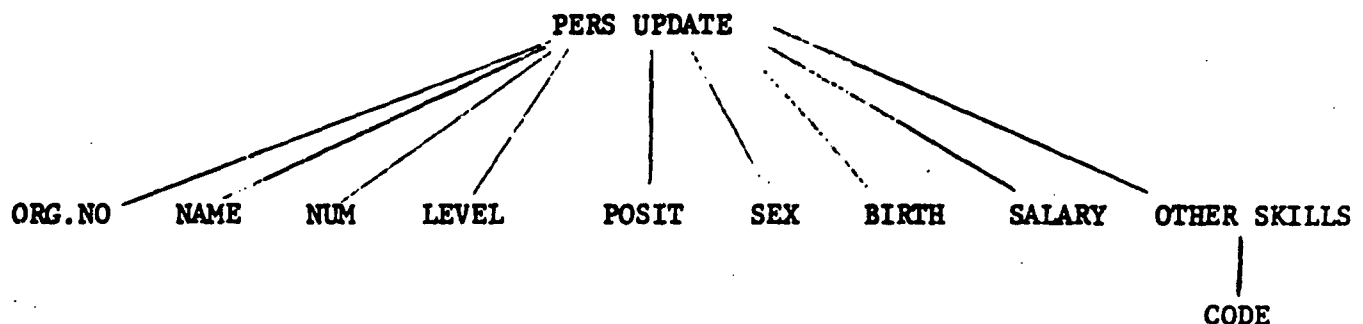 PERS UPDATE
ORG.NO NAME NUM LEVEL POSIT SEX BIRTH SALARY OTHER SKILLS
CODE